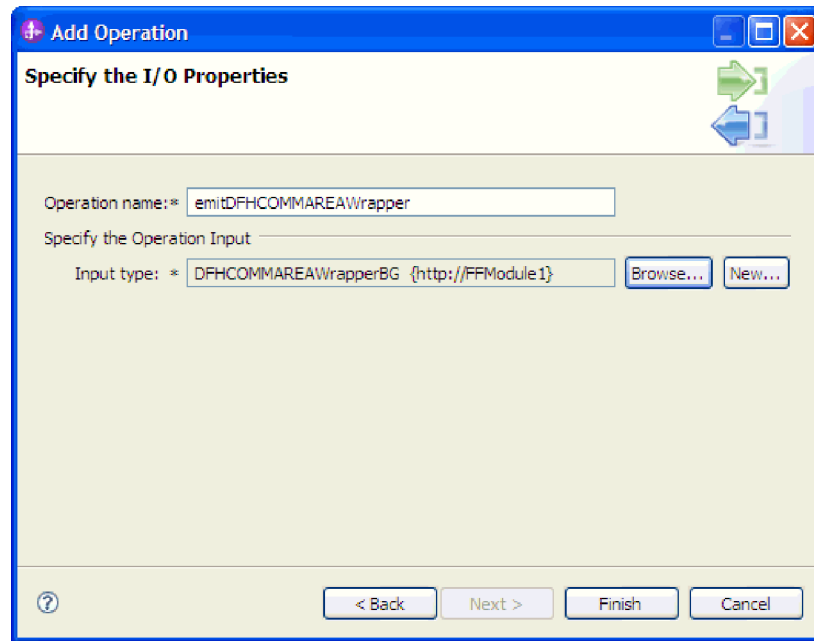 Add Operation
Specify the I/O Properties
Operation name:* emitDFHCOMMAREAWrapper
Specify the Operation Input
Input type: * DFHCOMMAREAWrapperBG {http://FFModule1} Browse... New...
? < Back Next > Finish Cancel